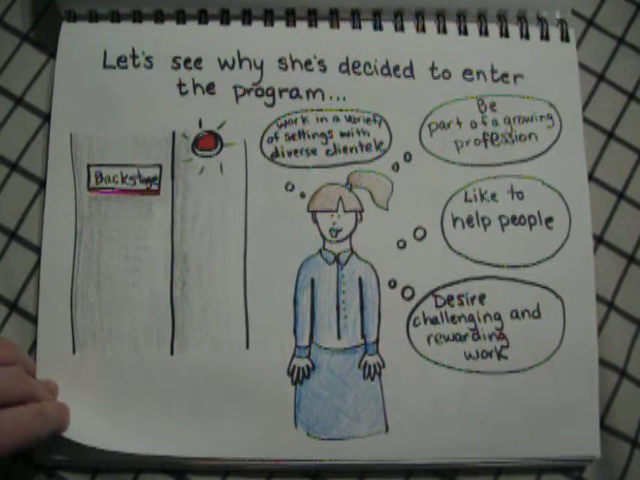 Let's see why she's decided to enter
the program...
Work in a variety
of settings with
diverse clientele
Be
part of a growing
profession
Backstage
Like to
help people
Desire
challenging and
rewarding
work